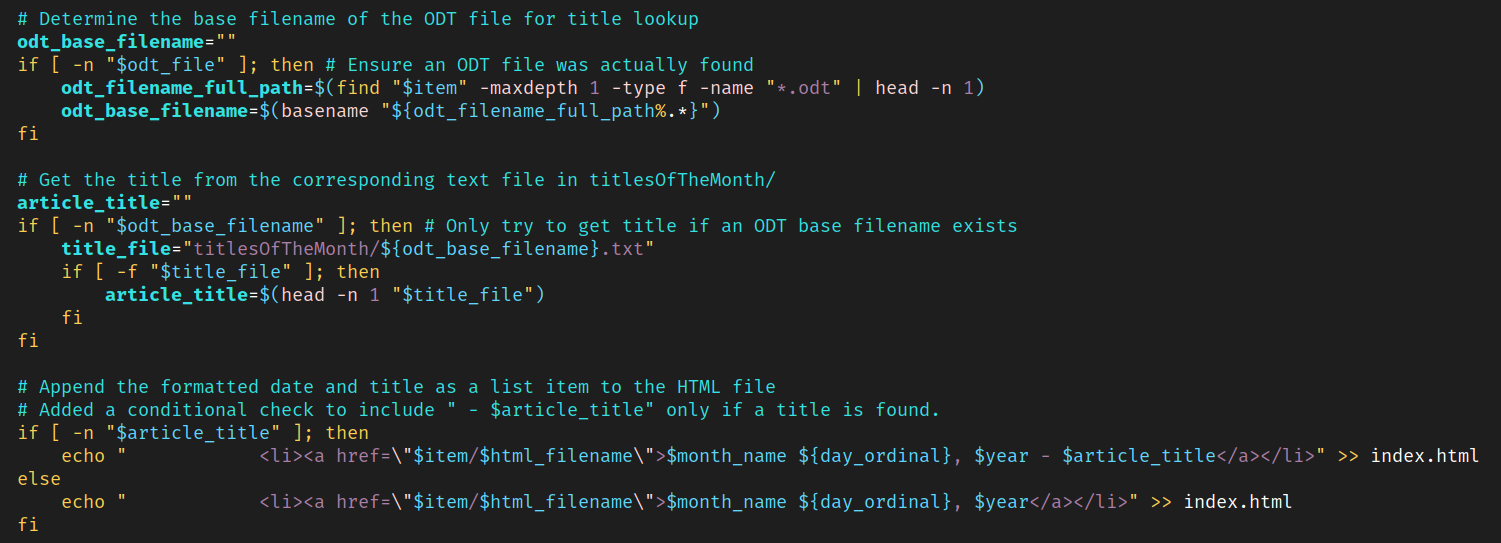 # Determine the base filename of the ODT file for title lookup
odt_base_filename=""
if [ -n "$odt_file" ]; then # Ensure an ODT file was actually found
    odt_filename_full_path=$(find "$item" -maxdepth 1 -type f -name "*.odt" | head -n 1)
    odt_base_filename=$(basename "${odt_filename_full_path%.*}")
fi

# Get the title from the corresponding text file in titlesOfTheMonth/
article_title=""
if [ -n "$odt_base_filename" ]; then # Only try to get title if an ODT base filename exists
    title_file="titlesOfTheMonth/${odt_base_filename}.txt"
    if [ -f "$title_file" ]; then
        article_title=$(head -n 1 "$title_file")
    fi
fi

# Append the formatted date and title as a list item to the HTML file
# Added a conditional check to include " - $article_title" only if a title is found.
if [ -n "$article_title" ]; then
    echo "            <li><a href=\"$item/$html_filename\">$month_name ${day_ordinal}, $year - $article_title</a></li>" >> index.html
else
    echo "            <li><a href=\"$item/$html_filename\">$month_name ${day_ordinal}, $year</a></li>" >> index.html
fi